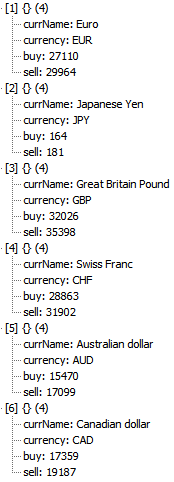 [1] {} (4)
currName: Euro
currency: EUR
buy: 27110
sell: 29964
[2] {} (4)
currName: Japanese Yen
currency: JPY
buy: 164
sell: 181
[3] {} (4)
currName: Great Britain Pound
currency: GBP
buy: 32026
sell: 35398
[4] {} (4)
currName: Swiss Franc
currency: CHF
buy: 28863
sell: 31902
[5] {} (4)
currName: Australian dollar
currency: AUD
buy: 15470
sell: 17099
[6] {} (4)
currName: Canadian dollar
currency: CAD
buy: 17359
sell: 19187